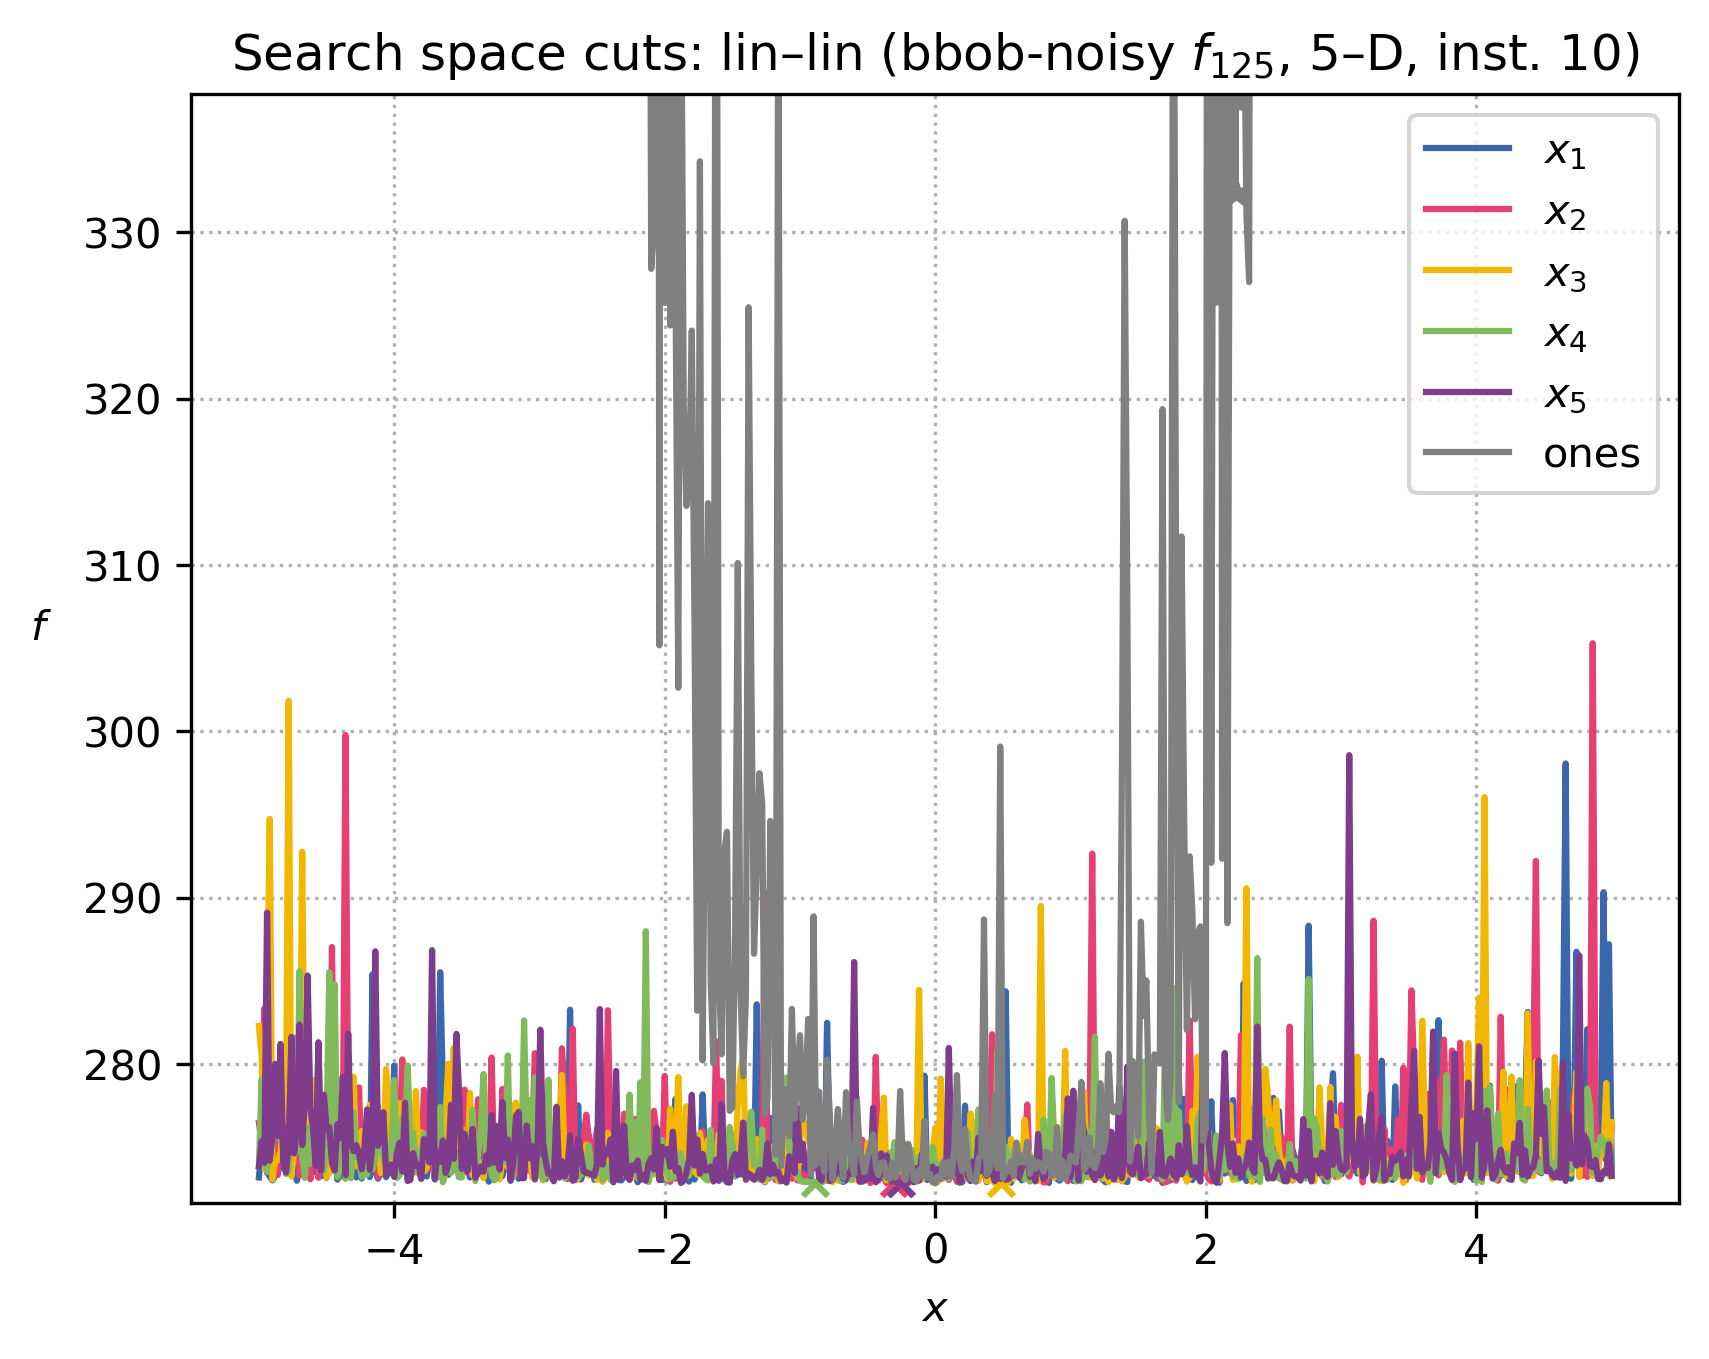 Search space cuts: lin–lin (bbob-noisy f₁₂₅, 5–D, inst. 10)
x₁
x₂
x₃
x₄
x₅
ones
330
320
310
300
290
280
f
−4
−2
0
2
4
x